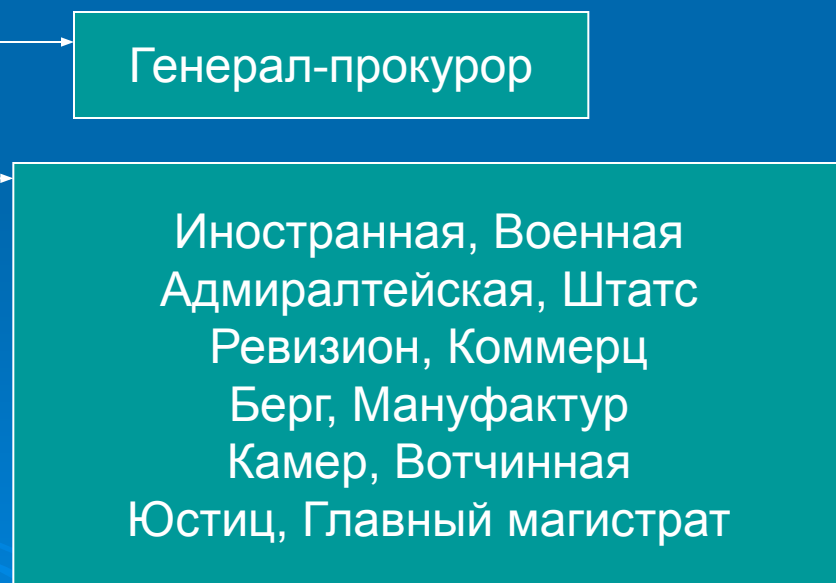 Генерал-прокурор
Иностранная, Военная
Адмиралтейская, Штатс
Ревизион, Коммерц
Берг, Мануфактур
Камер, Вотчинная
Юстиц, Главный магистрат